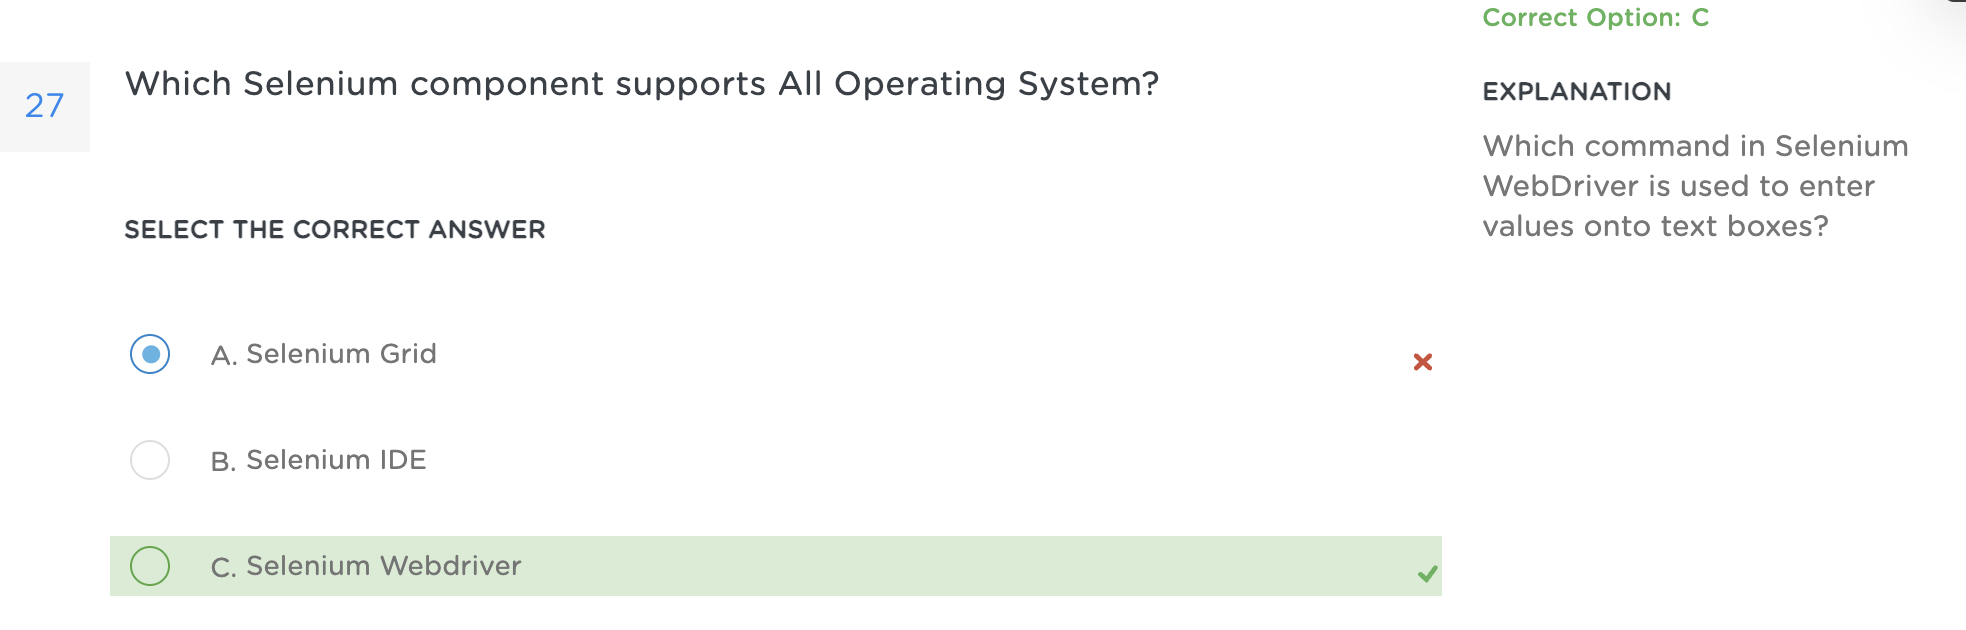 27
Which Selenium component supports All Operating System?
SELECT THE CORRECT ANSWER
A. Selenium Grid
B. Selenium IDE
C. Selenium Webdriver
Correct Option: C
EXPLANATION
Which command in Selenium
WebDriver is used to enter
values onto text boxes?